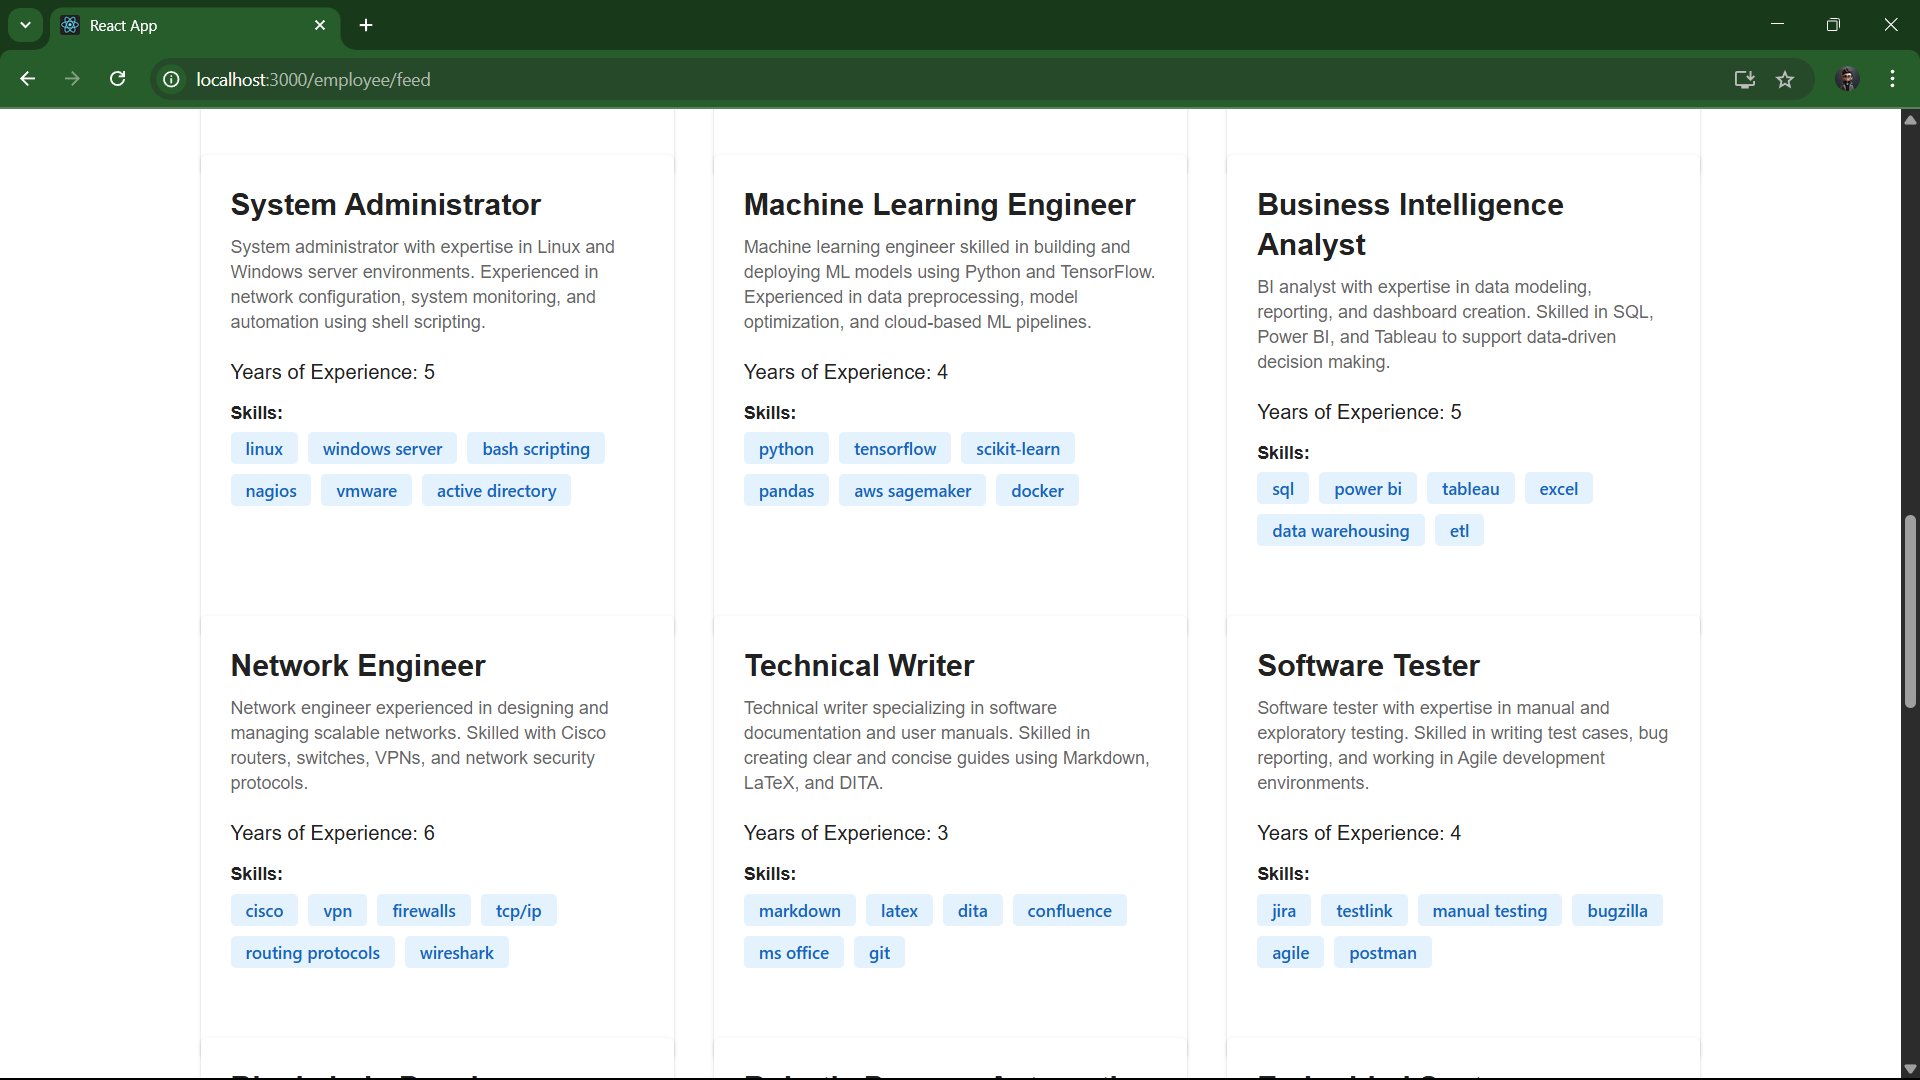 React App
localhost:3000/employee/feed
System Administrator
System administrator with expertise in Linux and
Windows server environments. Experienced in
network configuration, system monitoring, and
automation using shell scripting.
Years of Experience: 5
Skills:
linux windows server bash scripting
nagios vmware active directory
Machine Learning Engineer
Machine learning engineer skilled in building and
deploying ML models using Python and TensorFlow.
Experienced in data preprocessing, model
optimization, and cloud-based ML pipelines.
Years of Experience: 4
Skills:
python tensorflow scikit-learn
pandas aws sagemaker docker
Business Intelligence
Analyst
BI analyst with expertise in data modeling,
reporting, and dashboard creation. Skilled in SQL,
Power BI, and Tableau to support data-driven
decision making.
Years of Experience: 5
Skills:
sql power bi tableau excel
data warehousing etl
Network Engineer
Network engineer experienced in designing and
managing scalable networks. Skilled with Cisco
routers, switches, VPNs, and network security
protocols.
Years of Experience: 6
Skills:
cisco vpn firewalls tcp/ip
routing protocols wireshark
Technical Writer
Technical writer specializing in software
documentation and user manuals. Skilled in
creating clear and concise guides using Markdown,
LaTeX, and DITA.
Years of Experience: 3
Skills:
markdown latex dita confluence
ms office git
Software Tester
Software tester with expertise in manual and
exploratory testing. Skilled in writing test cases, bug
reporting, and working in Agile development
environments.
Years of Experience: 4
Skills:
jira testlink manual testing bugzilla
agile postman